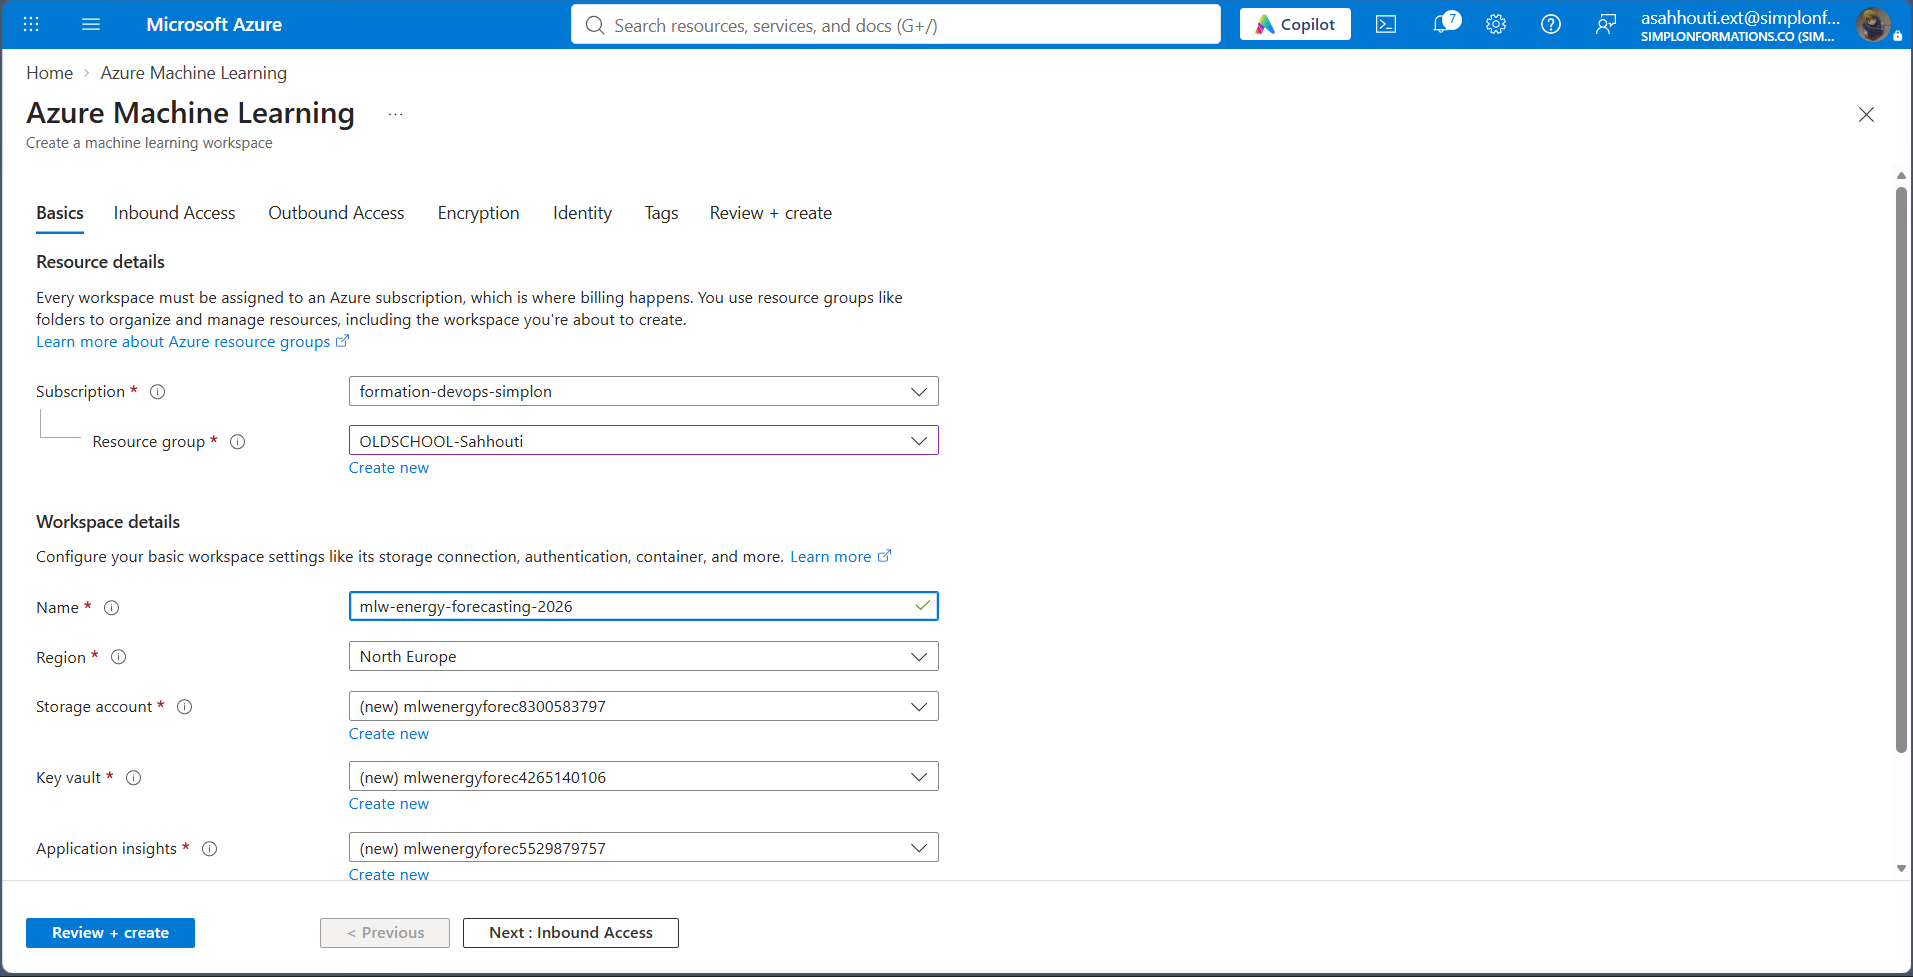 Microsoft Azure
Search resources, services, and docs (G+/)
Copilot
7
asahhouti.ext@simplonf...
SIMPLONFORMATIONS.CO (SIM...
Home > Azure Machine Learning
Azure Machine Learning ...
Create a machine learning workspace
Basics Inbound Access Outbound Access Encryption Identity Tags Review + create
Resource details
Every workspace must be assigned to an Azure subscription, which is where billing happens. You use resource groups like
folders to organize and manage resources, including the workspace you're about to create.
Learn more about Azure resource groups
Subscription * formation-devops-simplon
Resource group * OLDSCHOOL-Sahhouti
Create new
Workspace details
Configure your basic workspace settings like its storage connection, authentication, container, and more. Learn more
Name * mlw-energy-forecasting-2026
Region * North Europe
Storage account * (new) mlwenergyforec8300583797
Create new
Key vault * (new) mlwenergyforec4265140106
Create new
Application insights * (new) mlwenergyforec5529879757
Create new
Review + create < Previous Next : Inbound Access